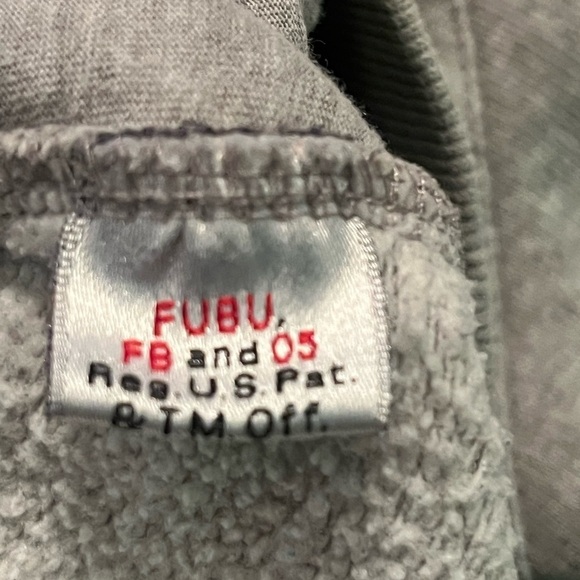 FUBU,
FB and 05
Reg. U.S. Pat.
& T M. Off.